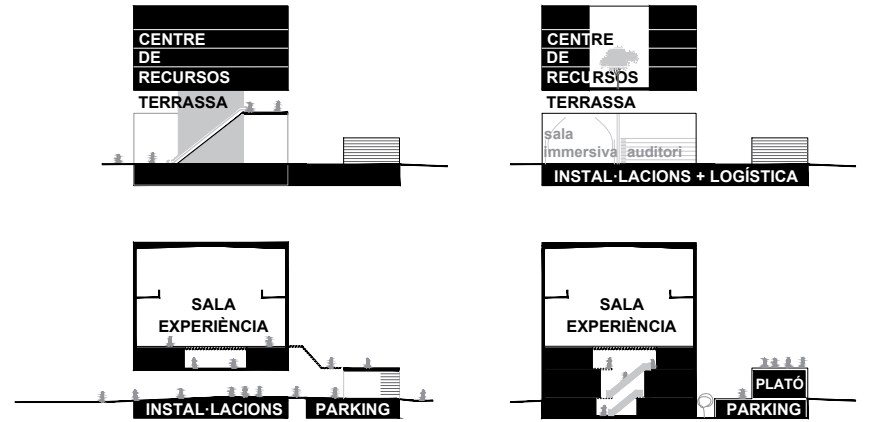 CENTRE
DE
RECURSOS
TERRASSA
CENTRE
DE
RECURSOS
TERRASSA
sala
immersiva auditori
INSTAL·LACIONS + LOGÍSTICA
SALA
EXPERIÈNCIA
INSTAL·LACIONS PARKING
SALA
EXPERIÈNCIA
PLATÓ
PARKING